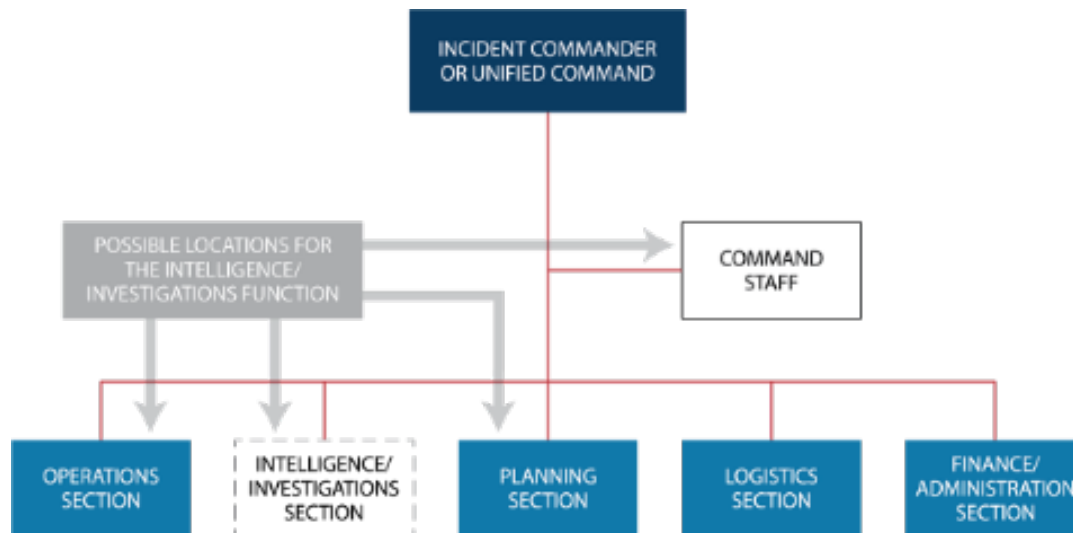 INCIDENT COMMANDER
OR UNIFIED COMMAND
POSSIBLE LOCATIONS FOR
THE INTELLIGENCE/
INVESTIGATIONS FUNCTION
COMMAND
STAFF
OPERATIONS
SECTION
INTELLIGENCE/
INVESTIGATIONS
SECTION
PLANNING
SECTION
LOGISTICS
SECTION
FINANCE/
ADMINISTRATION
SECTION